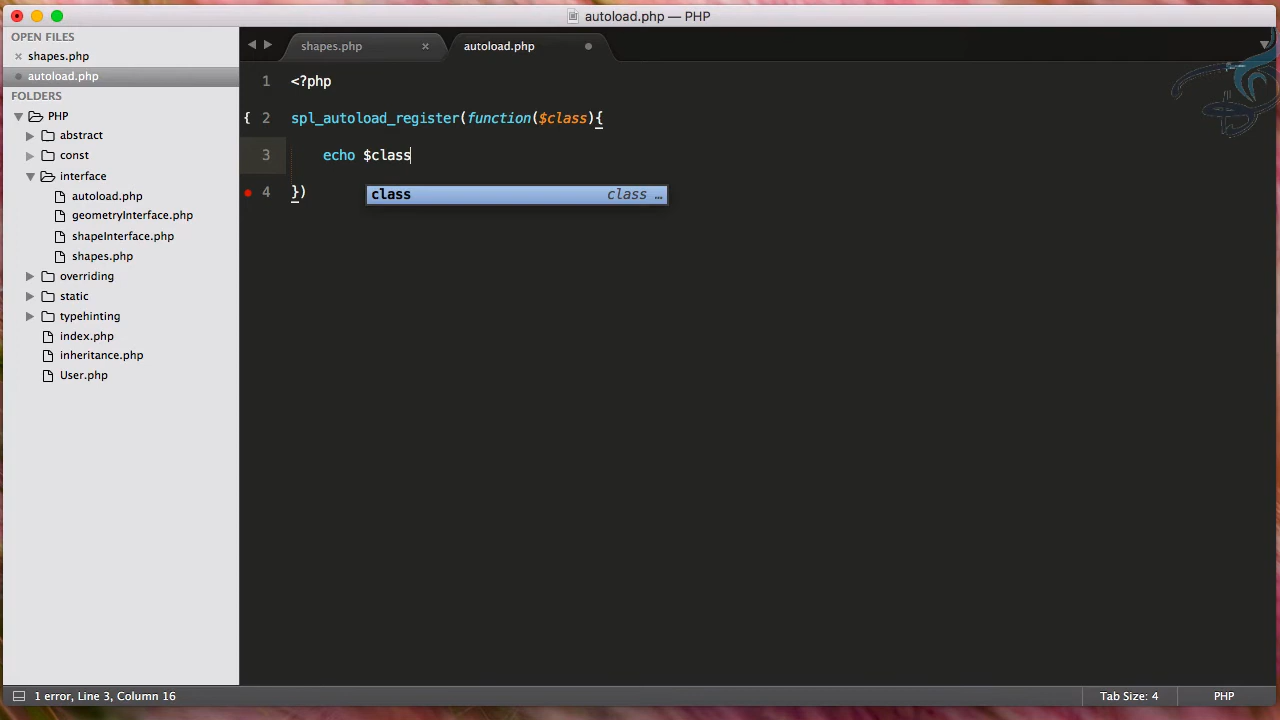 autoload.php — PHP
OPEN FILES
shapes.php
autoload.php
FOLDERS
PHP
abstract
const
interface
autoload.php
geometryInterface.php
shapeInterface.php
shapes.php
overriding
static
typehinting
index.php
inheritance.php
User.php
shapes.php
autoload.php
1 <?php
{ 2 spl_autoload_register(function($class){
3 echo $class
4 })
class class …
1 error, Line 3, Column 16
Tab Size: 4
PHP